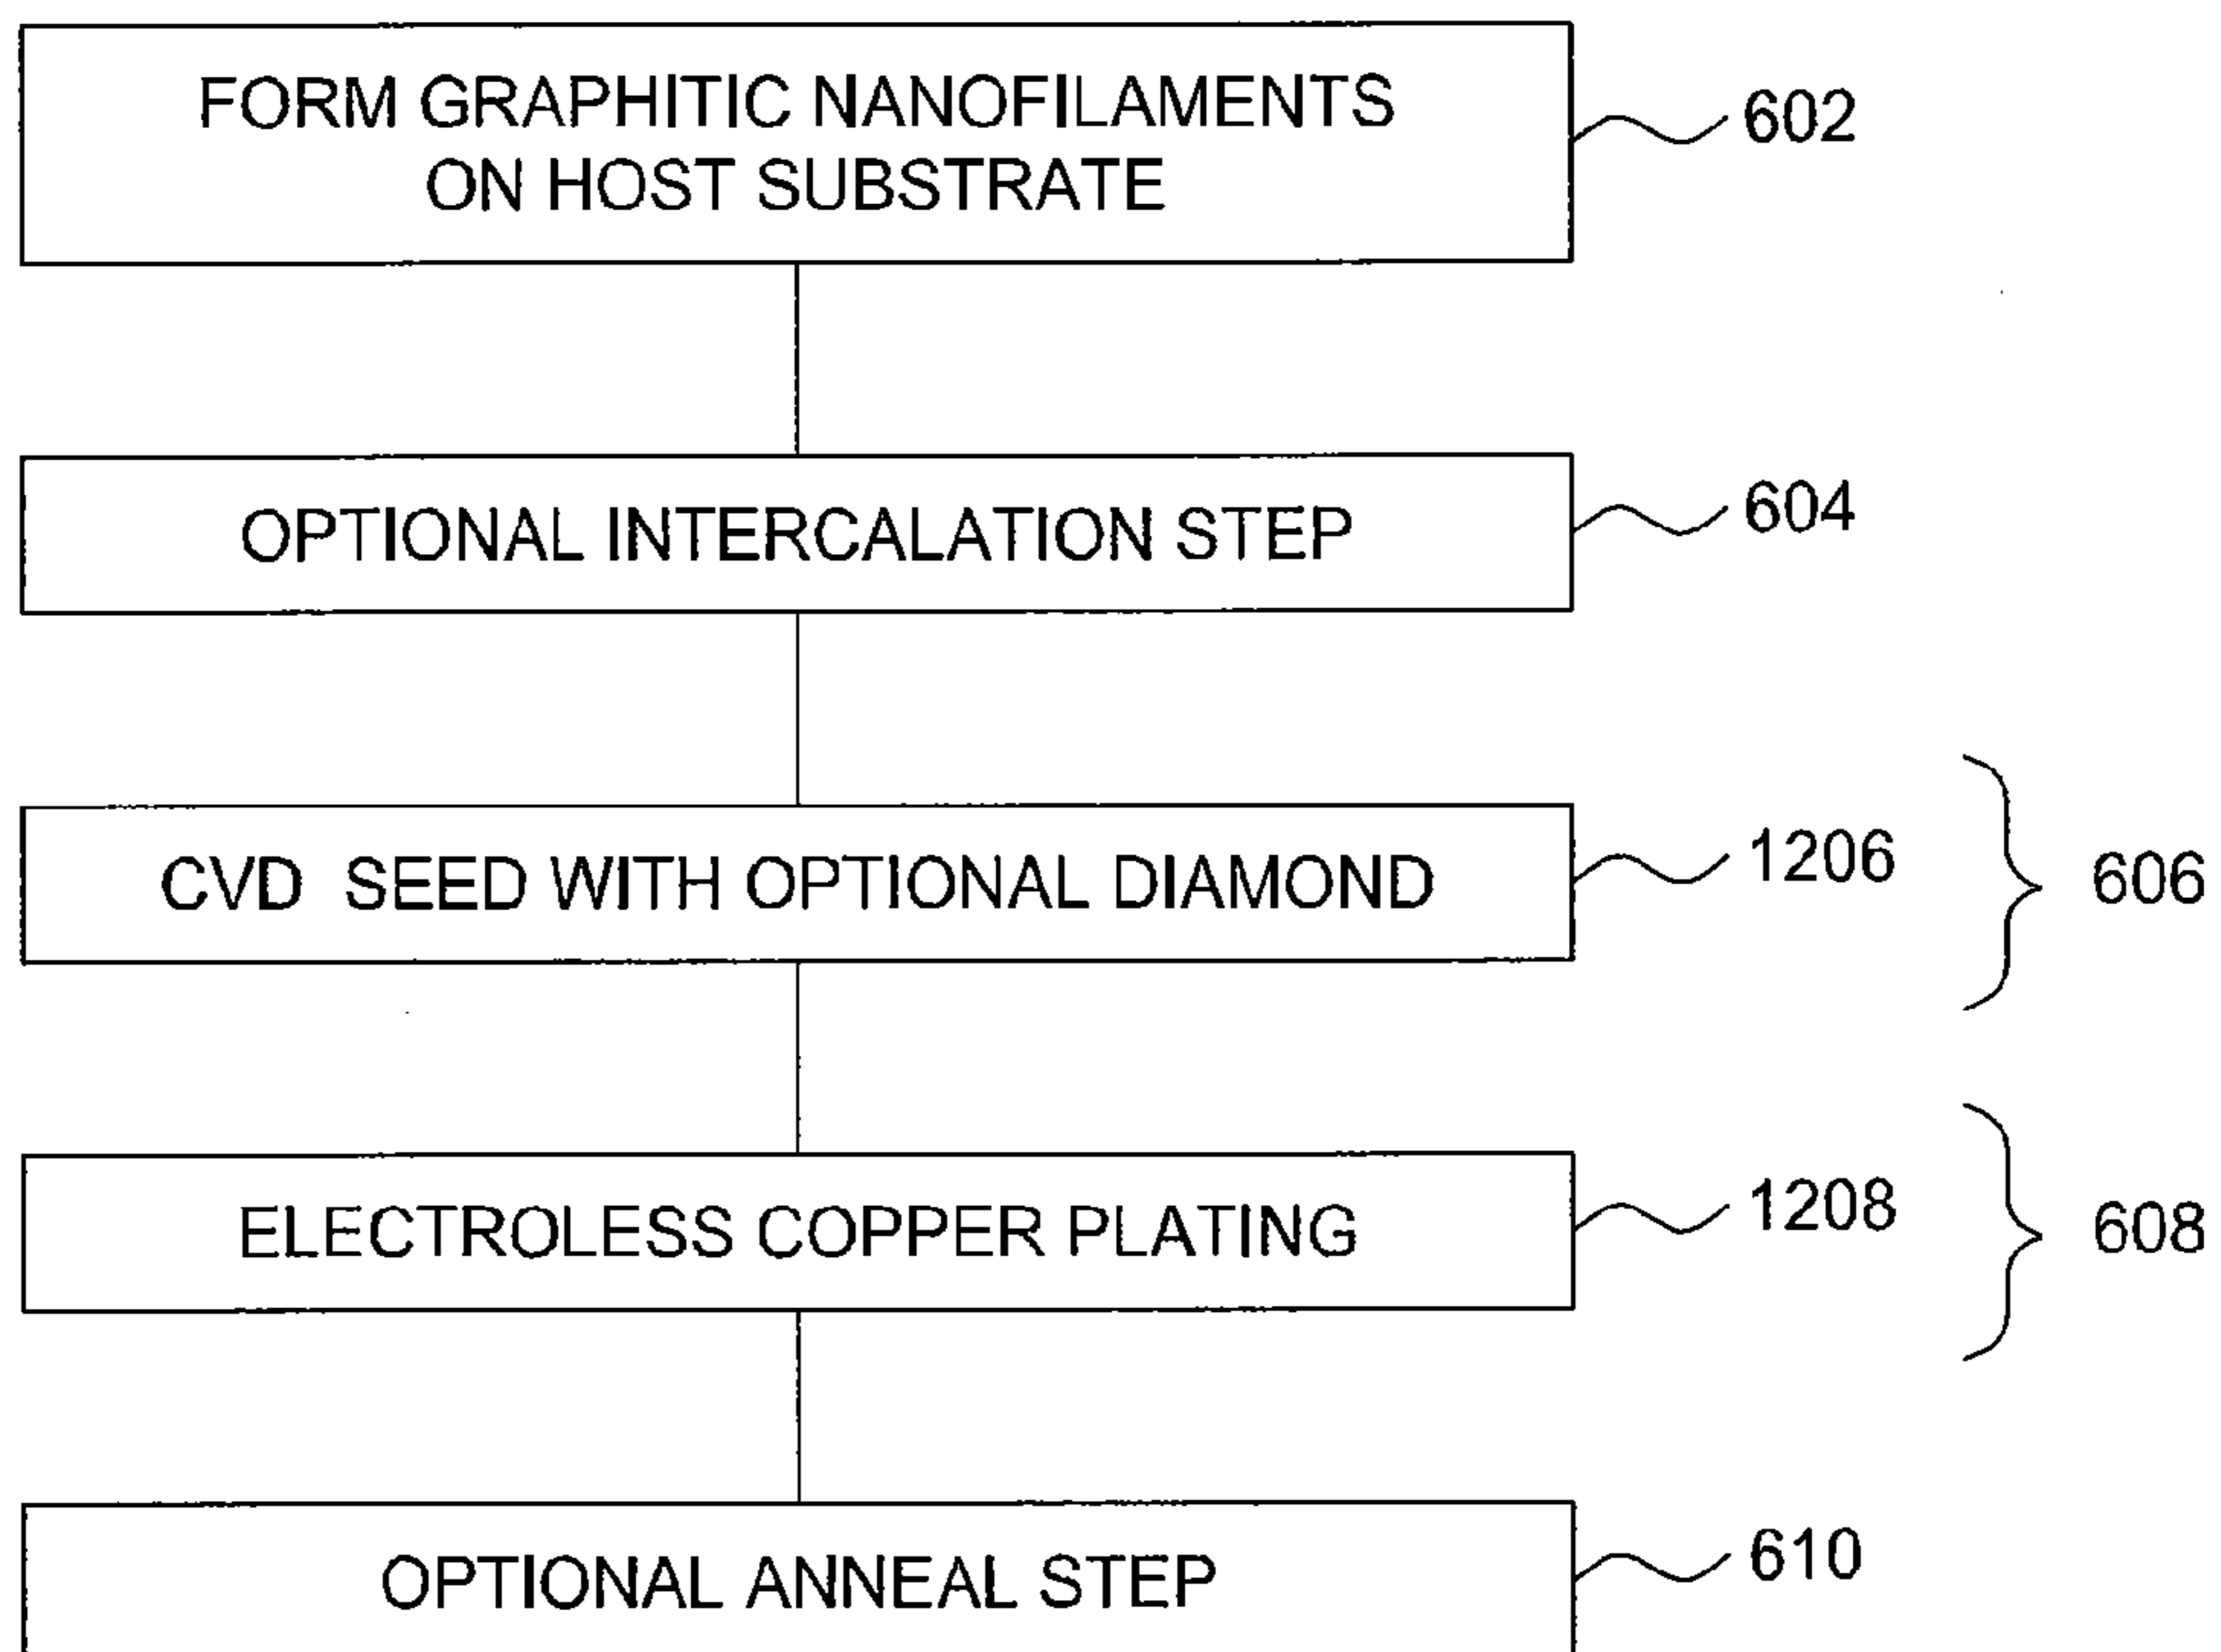 FORM GRAPHITIC NANOFILAMENTS
ON HOST SUBSTRATE
602
OPTIONAL INTERCALATION STEP
604
CVD SEED WITH OPTIONAL DIAMOND
1206
606
ELECTROLESS COPPER PLATING
1208
608
OPTIONAL ANNEAL STEP
610